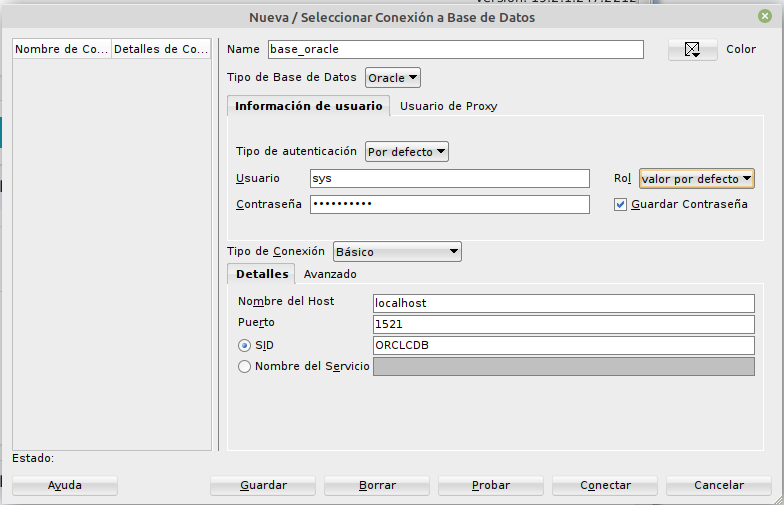 Nueva / Seleccionar Conexión a Base de Datos
Nombre de Co... Detalles de Co...
Name base_oracle Color
Tipo de Base de Datos Oracle
Información de usuario Usuario de Proxy
Tipo de autenticación Por defecto
Usuario sys Rol valor por defecto
Contraseña •••••••••• Guardar Contraseña
Tipo de Conexión Básico
Detalles Avanzado
Nombre del Host localhost
Puerto 1521
SID ORCLCDB
Nombre del Servicio
Estado:
Ayuda Guardar Borrar Probar Conectar Cancelar